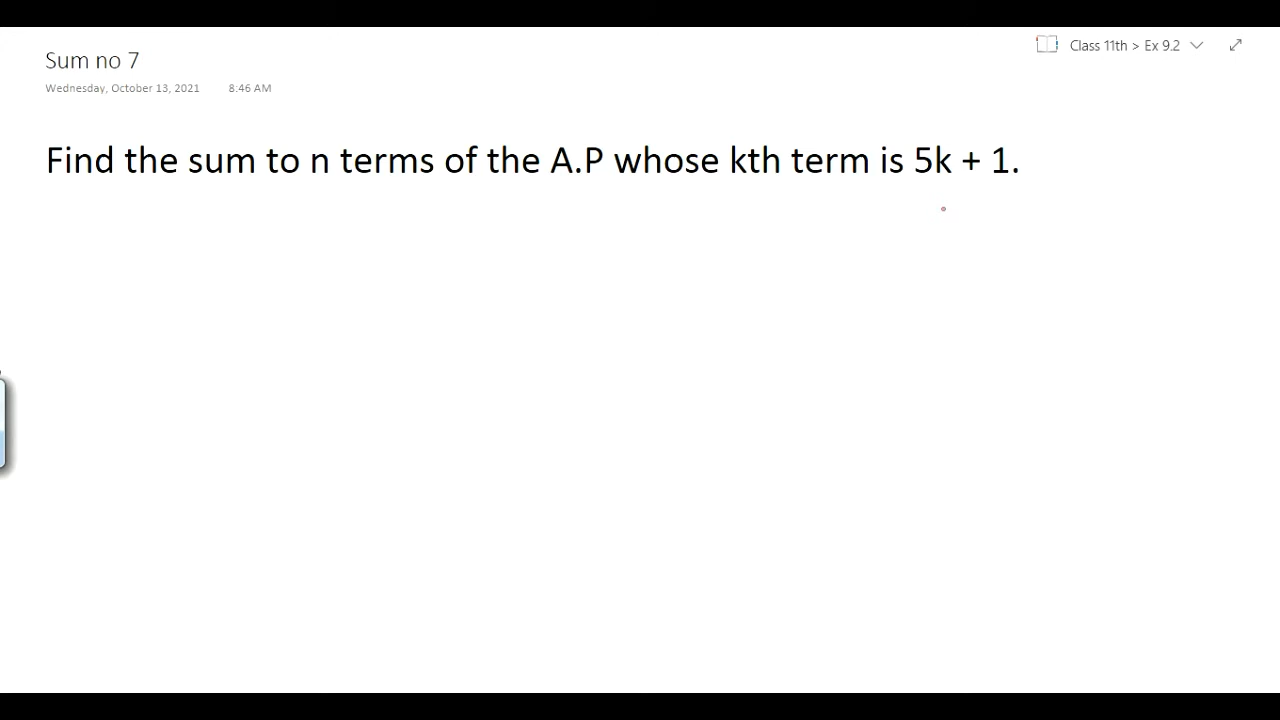 Sum no 7
Class 11th > Ex 9.2
Wednesday, October 13, 2021 8:46 AM
Find the sum to n terms of the A.P whose kth term is 5k + 1.